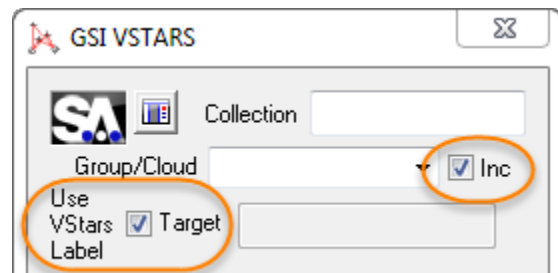 GSI VSTARS
SA Collection
Group/Cloud Inc
Use
VStars Target
Label